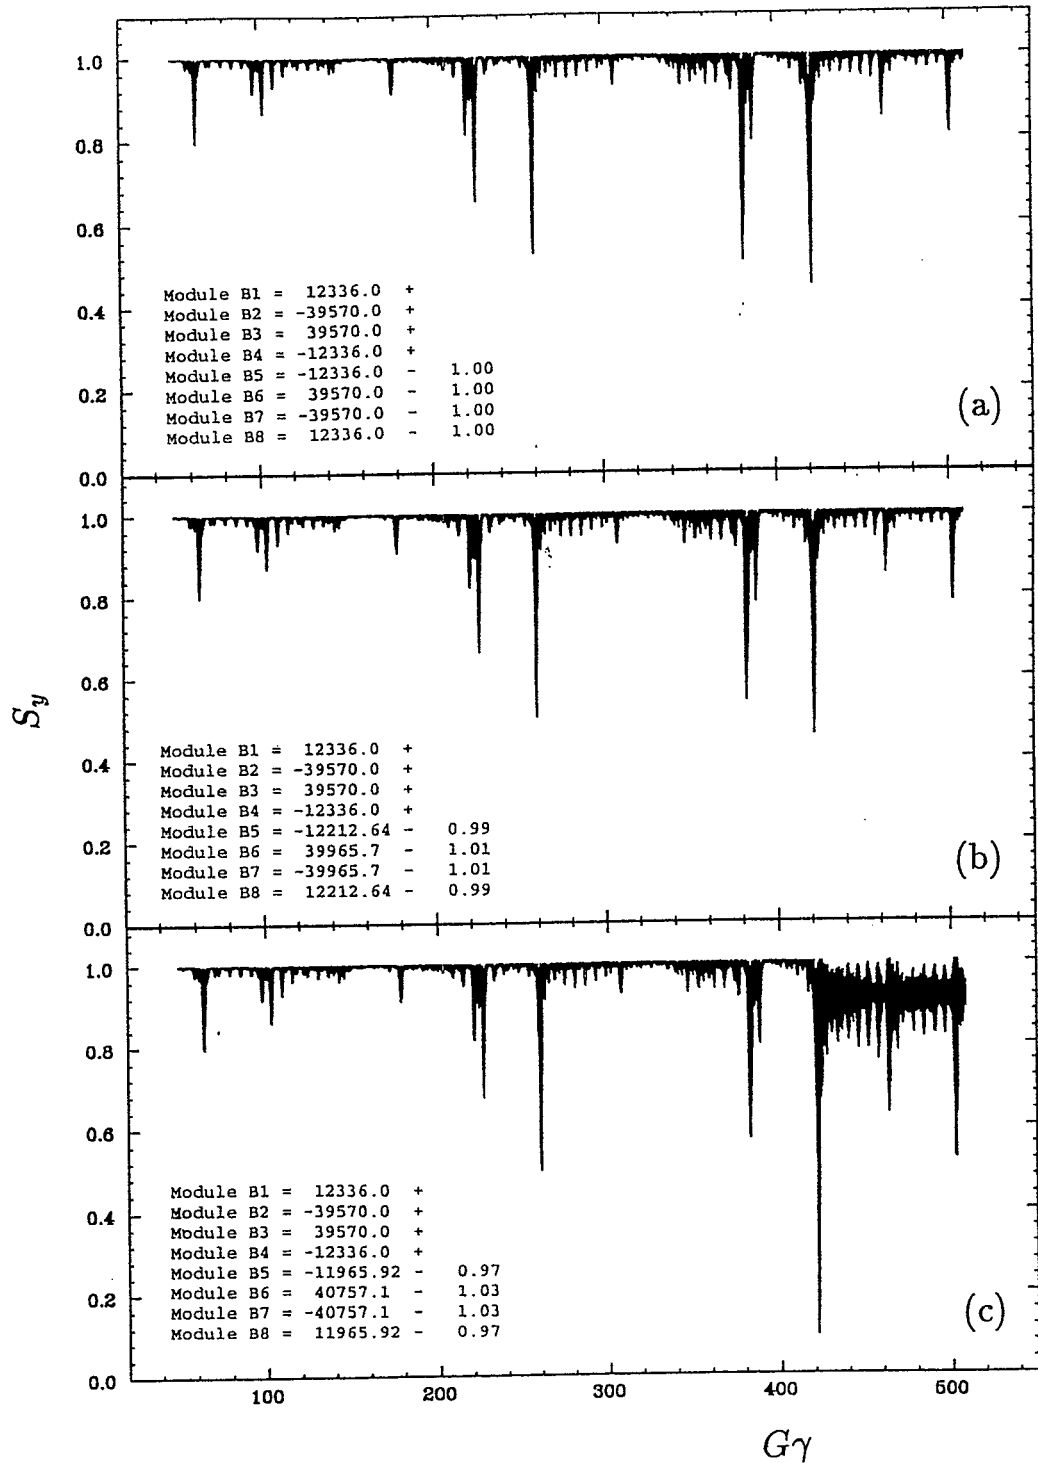 1.0
0.8
0.6
0.4
0.2
0.0
Module B1 = 12336.0 +
Module B2 = -39570.0 +
Module B3 = 39570.0 +
Module B4 = -12336.0 +
Module B5 = -12336.0 - 1.00
Module B6 = 39570.0 - 1.00
Module B7 = -39570.0 - 1.00
Module B8 = 12336.0 - 1.00
(a)
1.0
0.8
0.6
0.4
0.2
0.0
S_y
Module B1 = 12336.0 +
Module B2 = -39570.0 +
Module B3 = 39570.0 +
Module B4 = -12336.0 +
Module B5 = -12212.64 - 0.99
Module B6 = 39965.7 - 1.01
Module B7 = -39965.7 - 1.01
Module B8 = 12212.64 - 0.99
(b)
1.0
0.8
0.6
0.4
0.2
0.0
Module B1 = 12336.0 +
Module B2 = -39570.0 +
Module B3 = 39570.0 +
Module B4 = -12336.0 +
Module B5 = -11965.92 - 0.97
Module B6 = 40757.1 - 1.03
Module B7 = -40757.1 - 1.03
Module B8 = 11965.92 - 0.97
(c)
100 200 300 400 500
Gγ